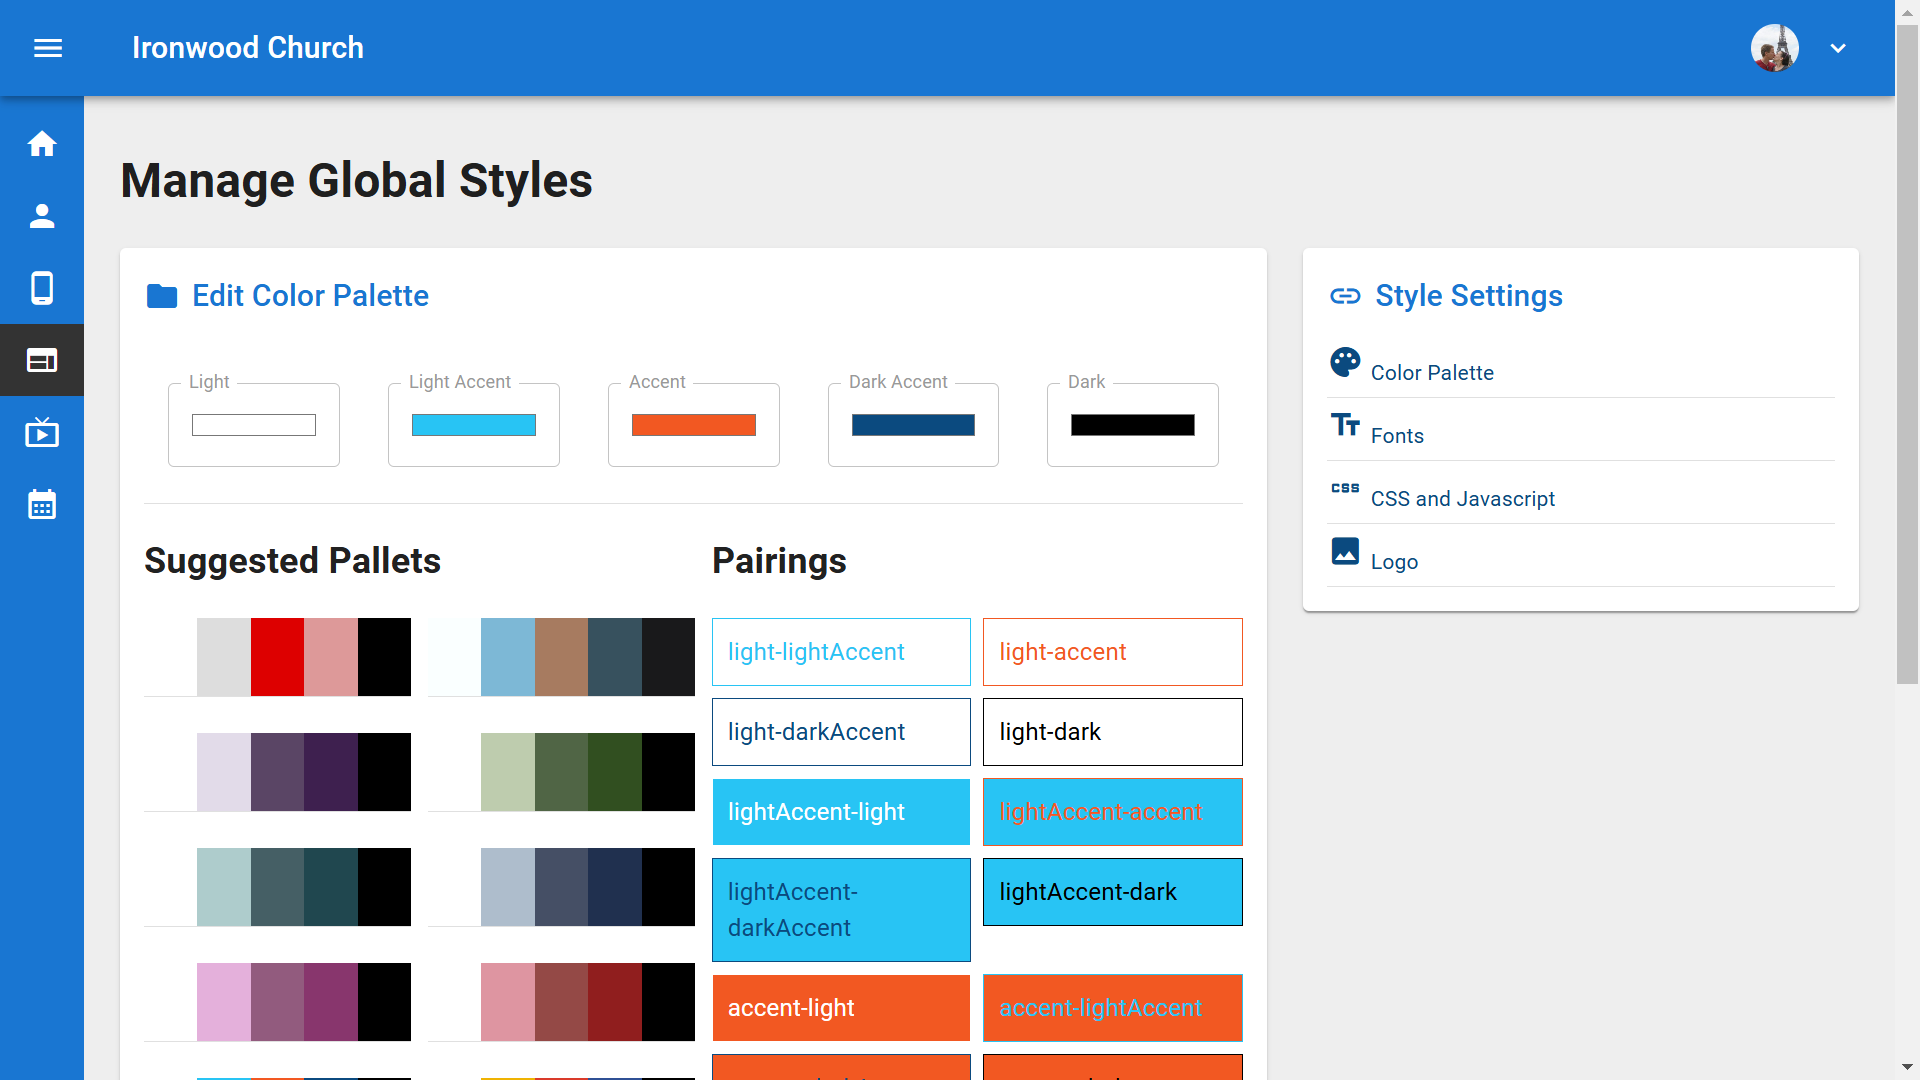 Ironwood Church
Manage Global Styles
Edit Color Palette
Light
Light Accent
Accent
Dark Accent
Dark
Suggested Pallets
Pairings
light-lightAccent
light-accent
light-darkAccent
light-dark
lightAccent-light
lightAccent-accent
lightAccent-
darkAccent
lightAccent-dark
accent-light
accent-lightAccent
Style Settings
Color Palette
Fonts
CSS and Javascript
Logo